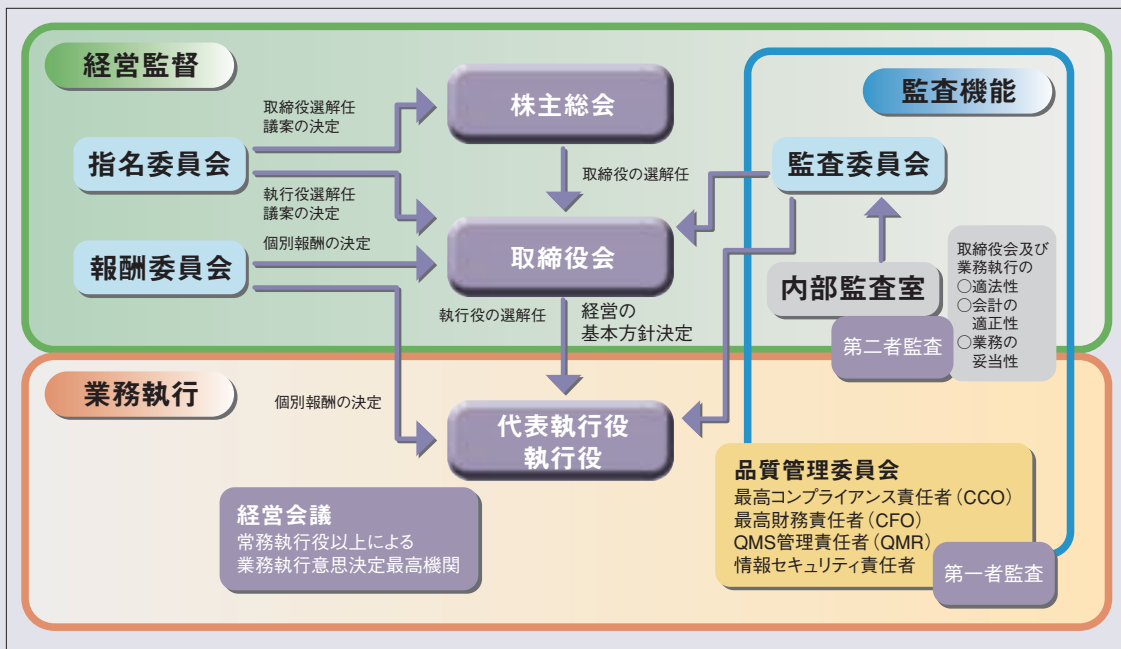 経営監督
監査機能
株主総会
取締役選解任
議案の決定
指名委員会
監査委員会
取締役の選解任
執行役選解任
議案の決定
個別報酬の決定
報酬委員会
取締役会
内部監査室
取締役会及び
業務執行の
○適法性
○会計の
適正性
○業務の
妥当性
第二者監査
執行役の選解任
経営の
基本方針決定
業務執行
個別報酬の決定
代表執行役
執行役
経営会議
常務執行役以上による
業務執行意思決定最高機関
品質管理委員会
最高コンプライアンス責任者(CCO)
最高財務責任者(CFO)
QMS管理責任者(QMR)
情報セキュリティ責任者
第一者監査